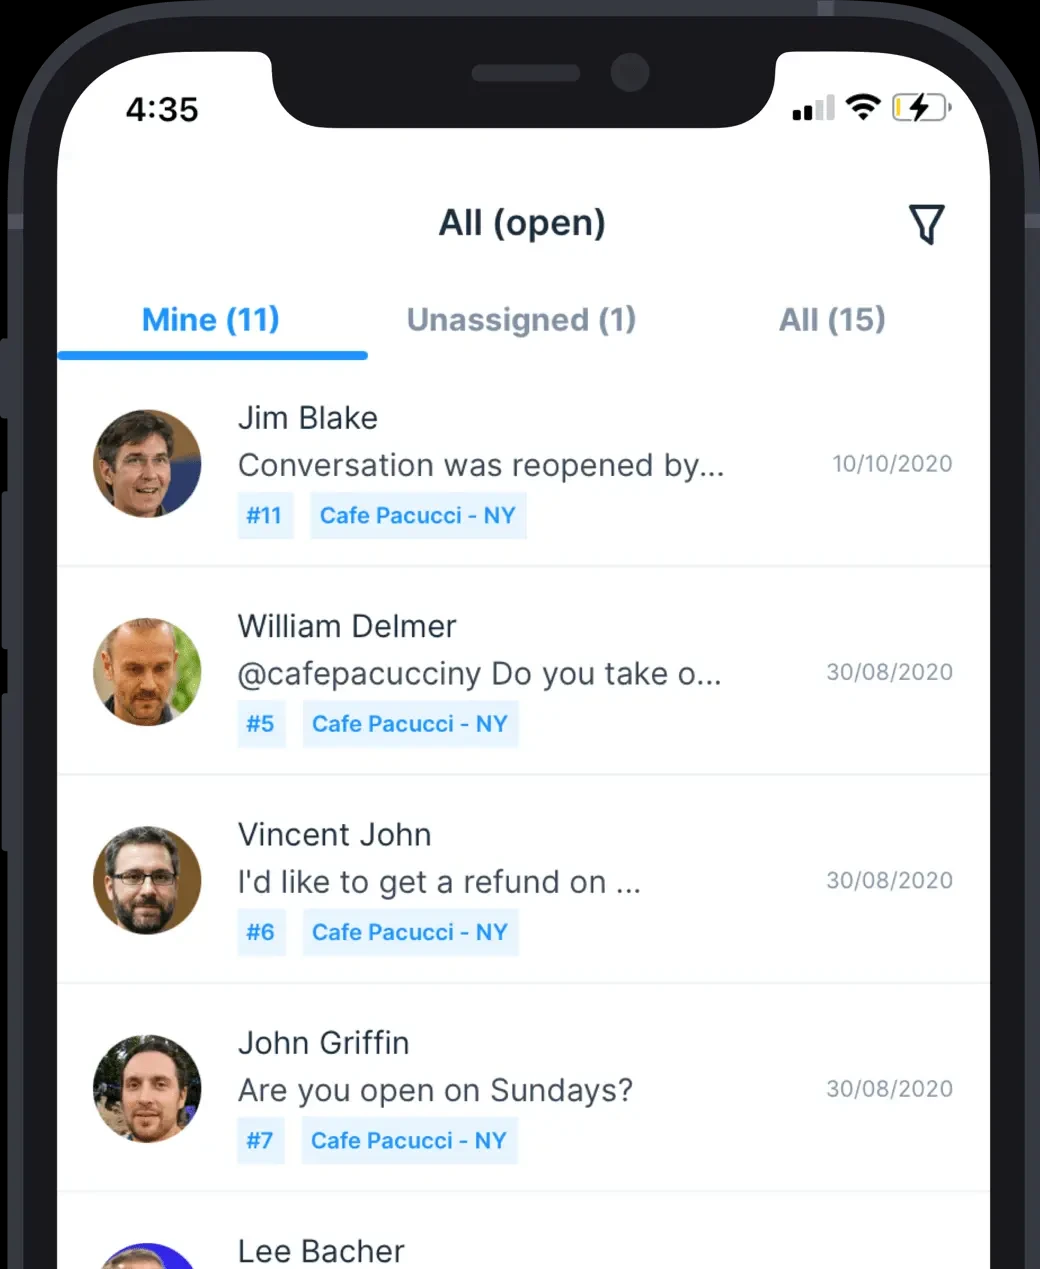 4:35
All (open)
Mine (11) Unassigned (1) All (15)
Jim Blake
Conversation was reopened by...
10/10/2020
#11 Cafe Pacucci - NY
William Delmer
@cafepacucciny Do you take o...
30/08/2020
#5 Cafe Pacucci - NY
Vincent John
I'd like to get a refund on ...
30/08/2020
#6 Cafe Pacucci - NY
John Griffin
Are you open on Sundays?
30/08/2020
#7 Cafe Pacucci - NY
Lee Bacher